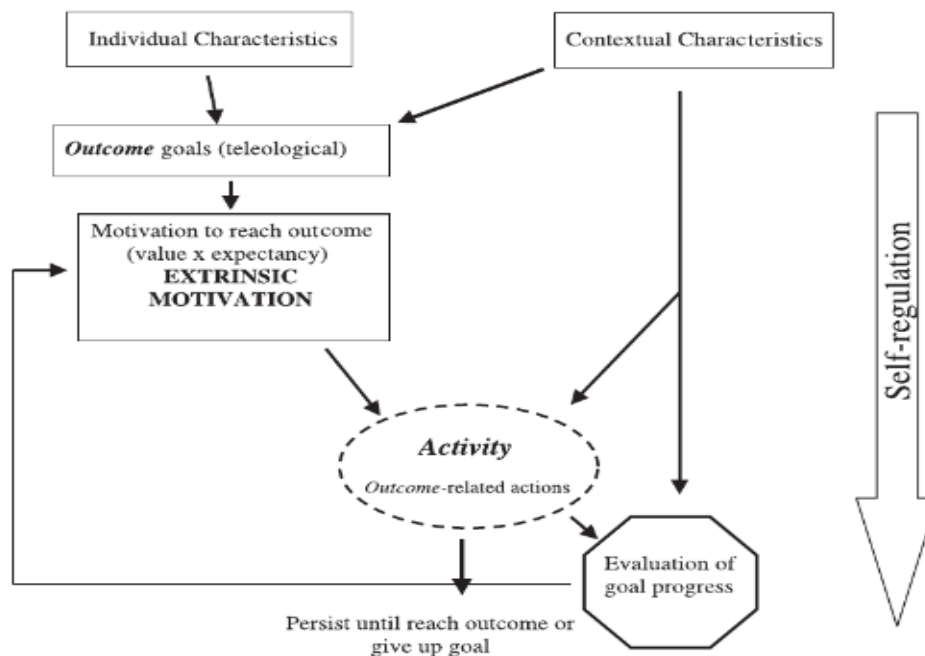 Individual Characteristics
Contextual Characteristics
Outcome goals (teleological)
Motivation to reach outcome
(value x expectancy)
EXTRINSIC
MOTIVATION
Self-regulation
Activity
Outcome-related actions
Evaluation of
goal progress
Persist until reach outcome or
give up goal